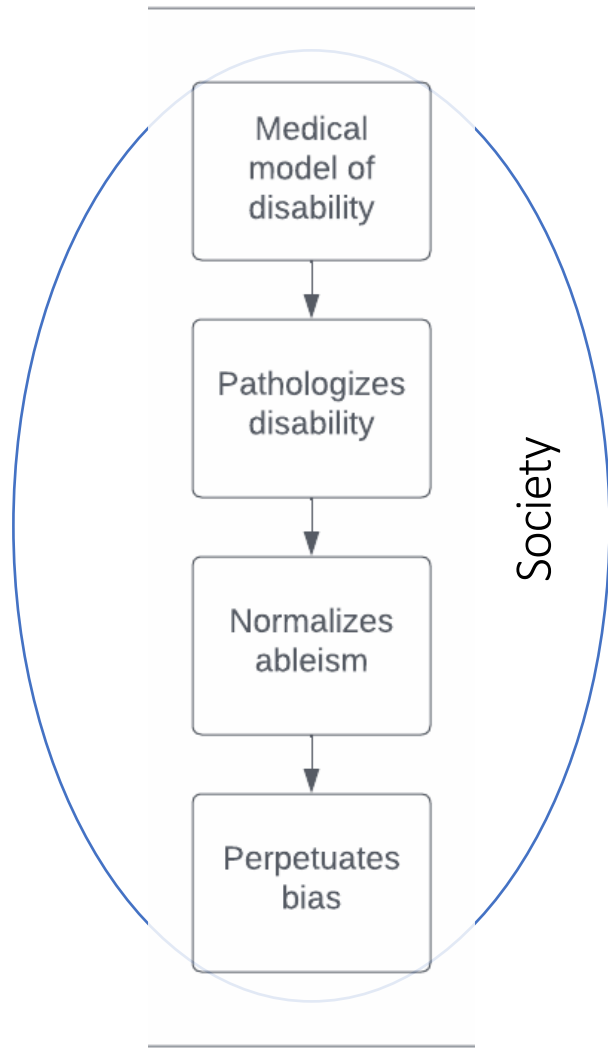 Medical
model of
disability
Pathologizes
disability
Society
Normalizes
ableism
Perpetuates
bias